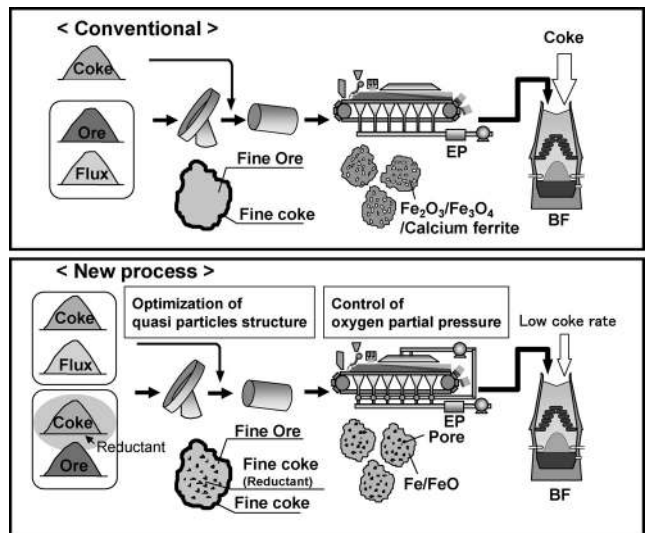 < Conventional >
Coke
Ore
Flux
Fine Ore
Fine coke
EP
Fe₂O₃/Fe₃O₄
/Calcium ferrite
Coke
BF
< New process >
Coke
Flux
Coke
Reductant
Ore
Optimization of
quasi particles structure
Control of
oxygen partial pressure
Fine Ore
Fine coke
(Reductant)
Fine coke
EP
Pore
Fe/FeO
Low coke rate
BF